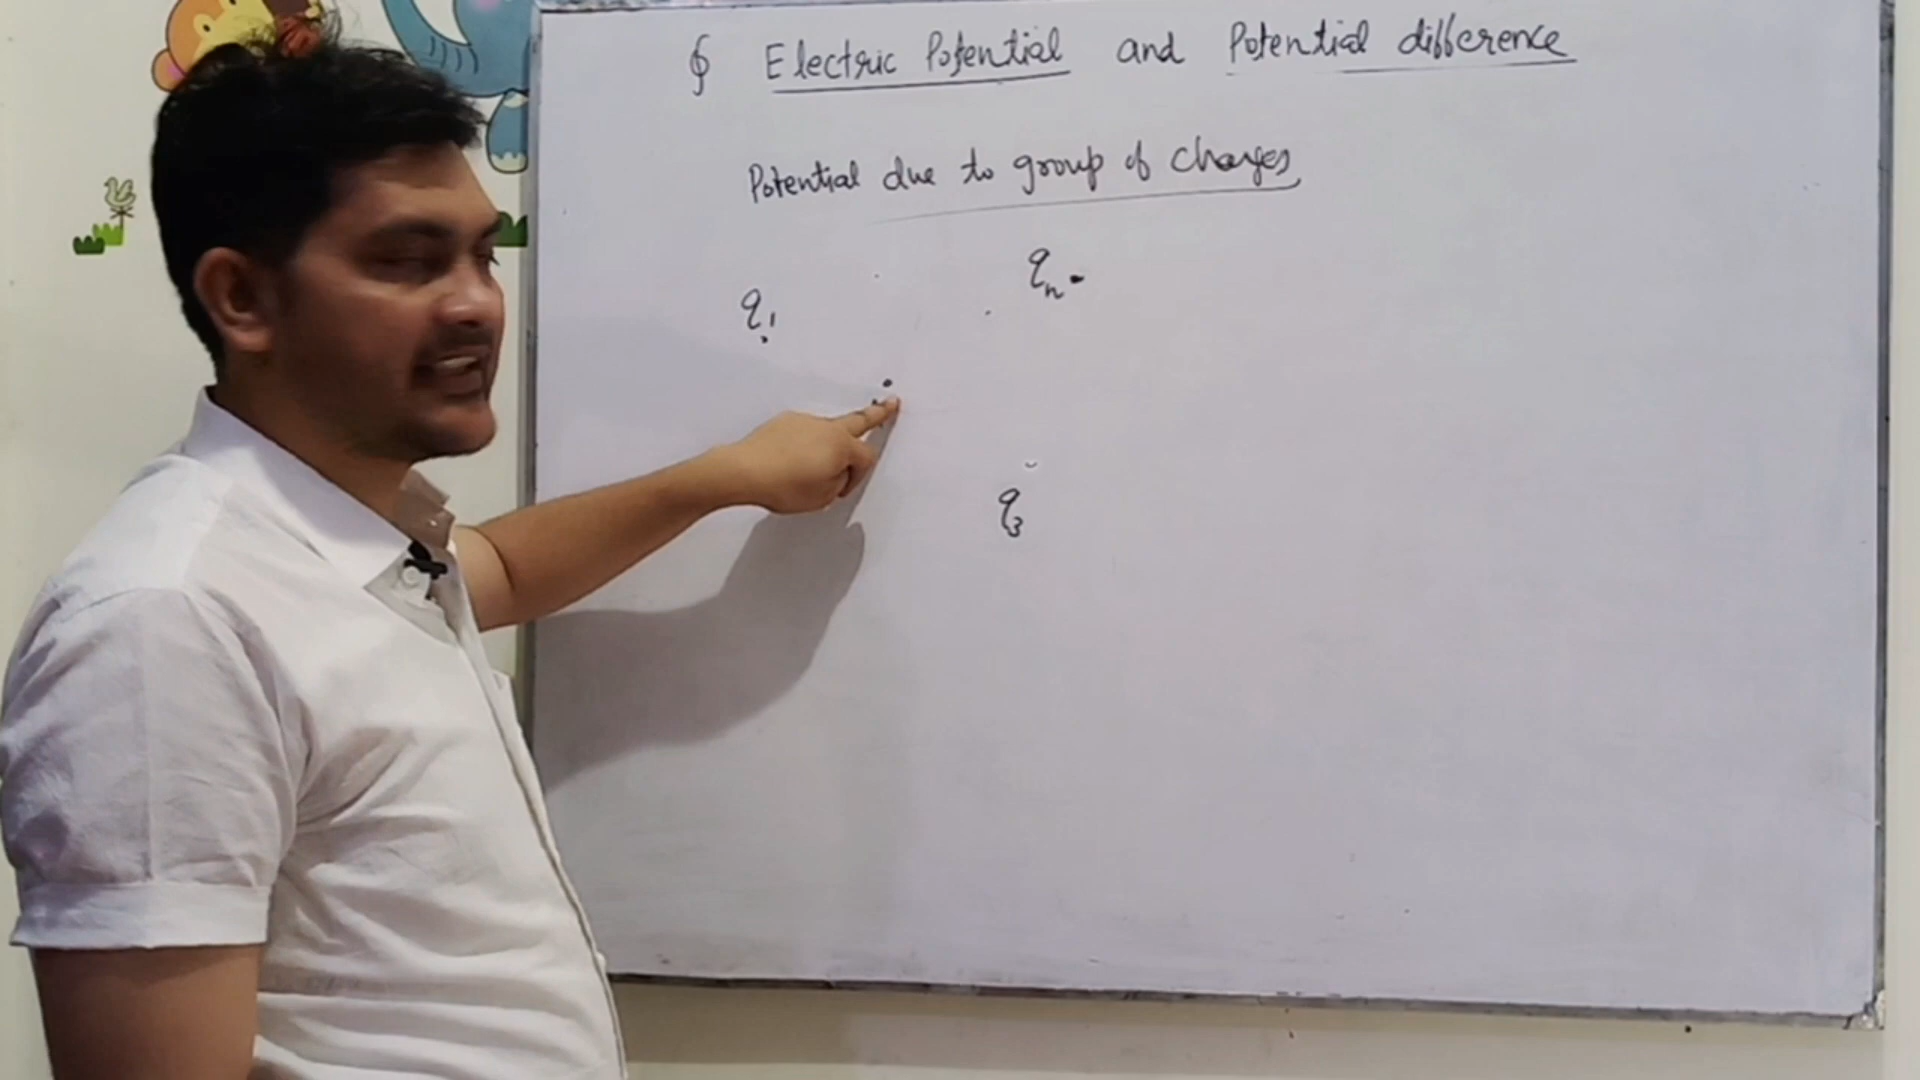 § Electric Potential and Potential difference
Potential due to group of charges
qn
q1
q3